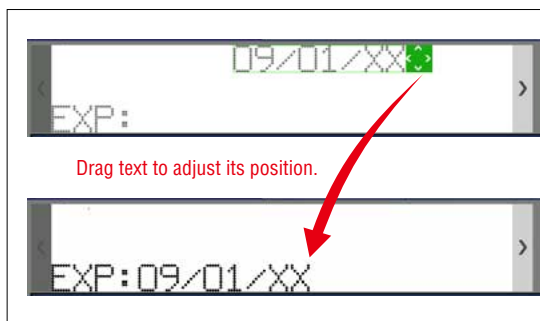 09/01/XX
EXP:
Drag text to adjust its position.
EXP:09/01/XX